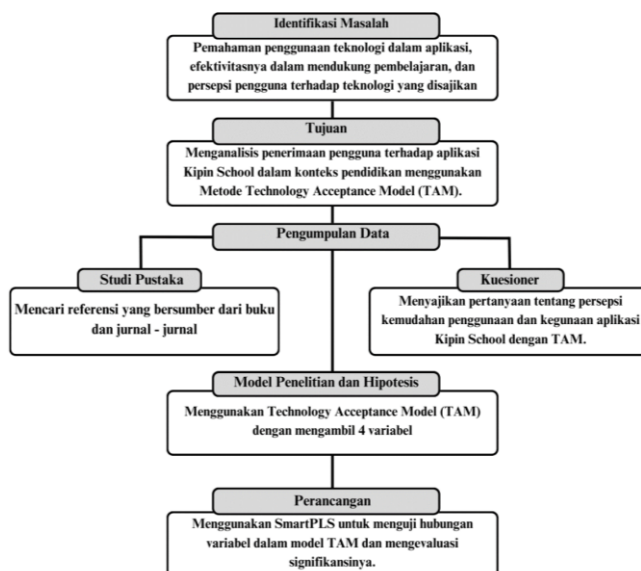 Identifikasi Masalah
Pemahaman penggunaan teknologi dalam aplikasi,
efektivitasnya dalam mendukung pembelajaran, dan
persepsi pengguna terhadap teknologi yang disajikan
Tujuan
Menganalisis penerimaan pengguna terhadap aplikasi
Kipin School dalam konteks pendidikan menggunakan
Metode Technology Acceptance Model (TAM).
Pengumpulan Data
Studi Pustaka
Mencari referensi yang bersumber dari buku
dan jurnal - jurnal
Kuesioner
Menyajikan pertanyaan tentang persepsi
kemudahan penggunaan dan kegunaan aplikasi
Kipin School dengan TAM.
Model Penelitian dan Hipotesis
Menggunakan Technology Acceptance Model (TAM)
dengan mengambil 4 variabel
Perancangan
Menggunakan SmartPLS untuk menguji hubungan
variabel dalam model TAM dan mengevaluasi
signifikansinya.